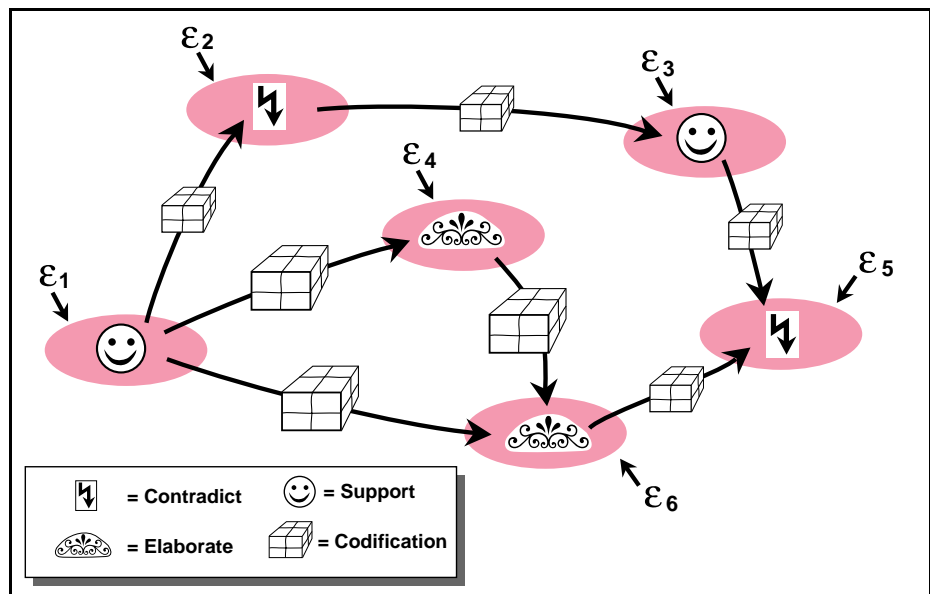 ε2
ε3
ε4
ε1
ε5
ε6
= Contradict
= Support
= Elaborate
= Codification